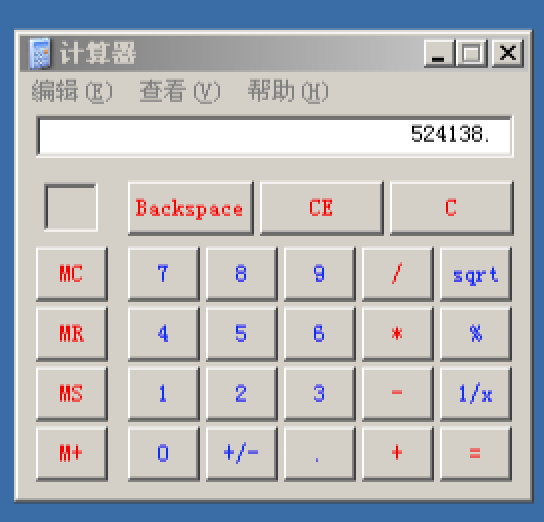 计算器
编辑(E) 查看(V) 帮助(H)
524138.
Backspace CE C
MC 7 8 9 / sqrt
MR 4 5 6 * %
MS 1 2 3 - 1/x
M+ 0 +/- . + =